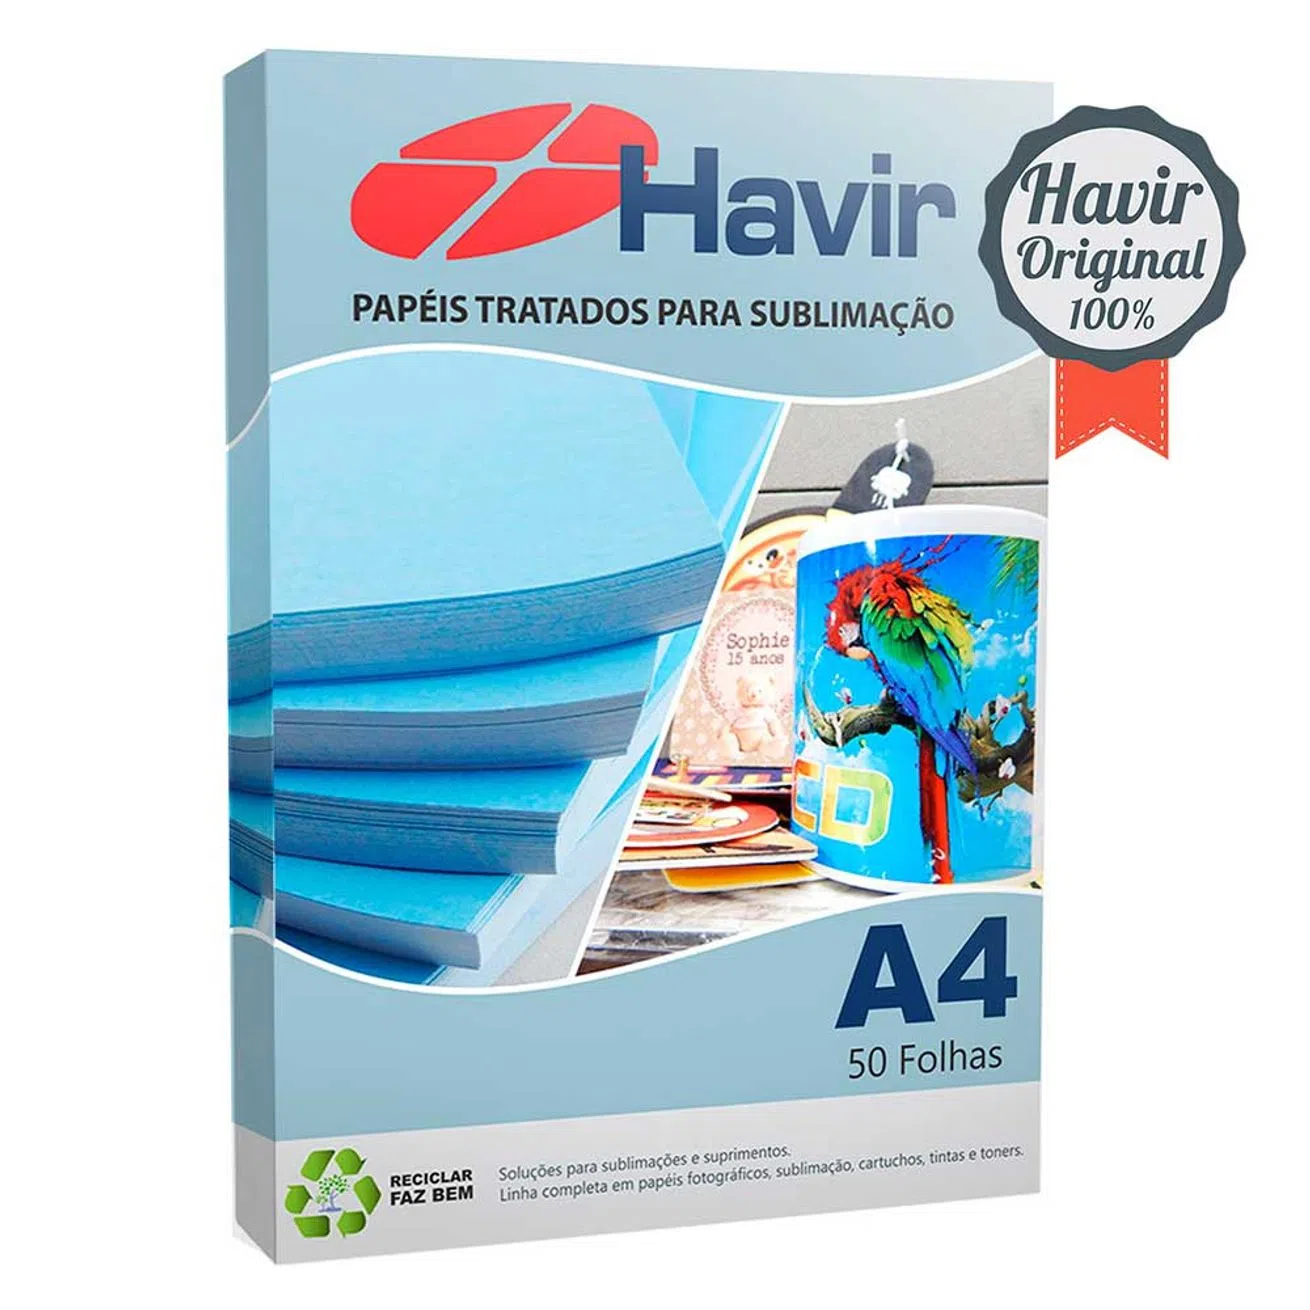 Havir
PAPÉIS TRATADOS PARA SUBLIMAÇÃO
Havir
Original
100%
Sophie
15 anos
CD
A4
50 Folhas
RECICLAR
FAZ BEM
Soluções para sublimações e suprimentos.
Linha completa em papéis fotográficos, sublimação, cartuchos, tintas e toners.